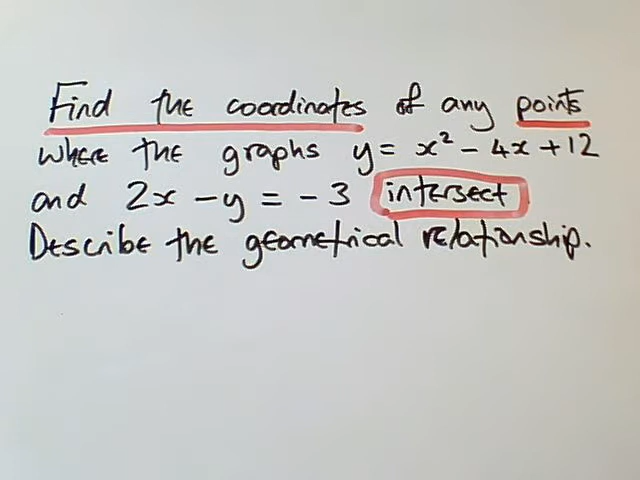 Find the coordinates of any points
where the graphs y = x² - 4x + 12
and 2x - y = -3 intersect
Describe the geometrical relationship.